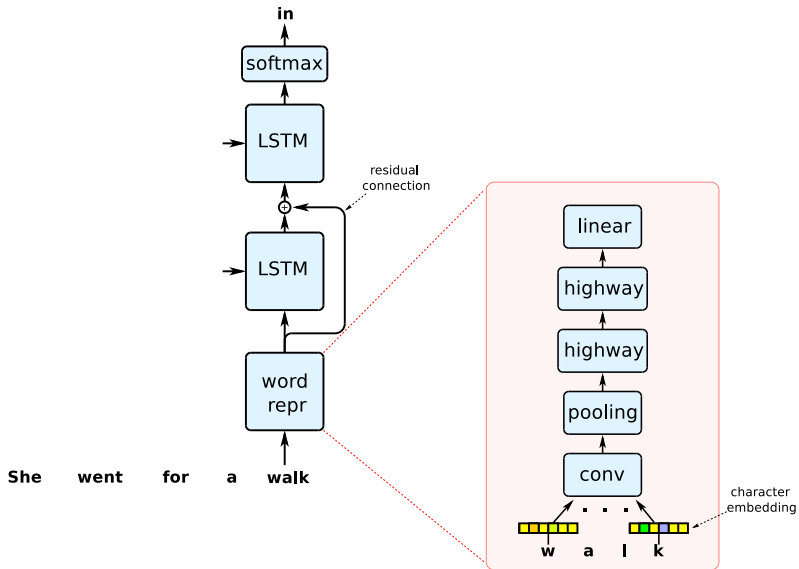 in
softmax
LSTM
residual
connection
LSTM
word
repr
She went for a walk
linear
highway
highway
pooling
conv
character
embedding
w a l k